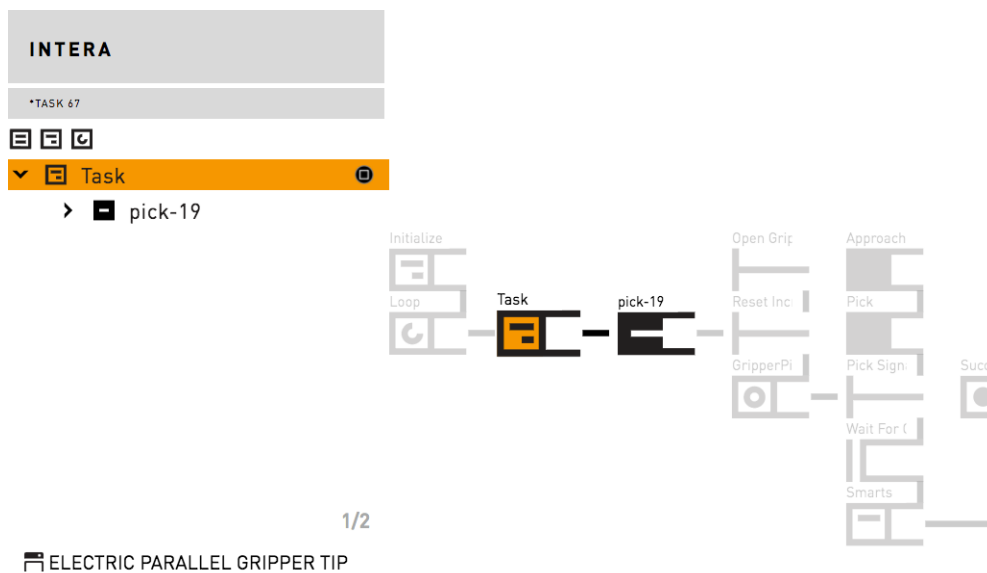 INTERA
*TASK 67
Task
pick-19
Initialize
Open Grip
Approach
Loop
Task
pick-19
Reset Inc
Pick
GripperPi
Pick Sign
Succ
Wait For
Smarts
1/2
ELECTRIC PARALLEL GRIPPER TIP